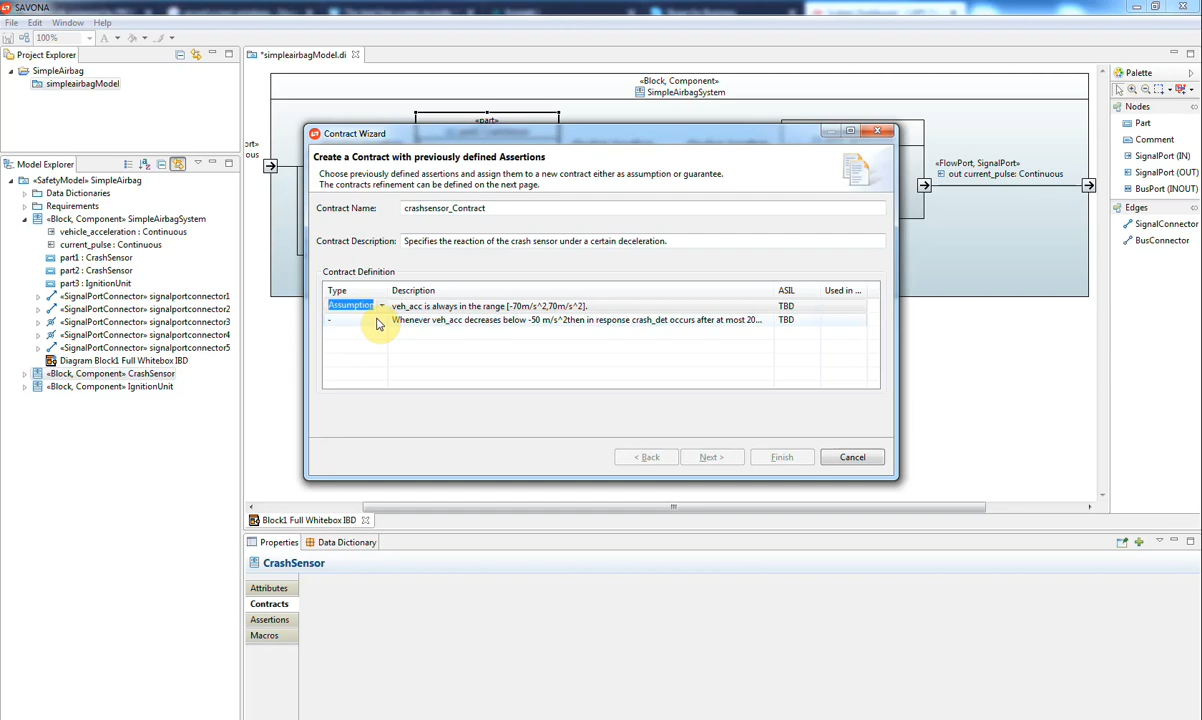 SAVONA
File Edit Window Help
100%
Project Explorer
SimpleAirbag
simpleairbagModel
Model Explorer
«SafetyModel» SimpleAirbag
Data Dictionaries
Requirements
«Block, Component» SimpleAirbagSystem
vehicle_acceleration : Continuous
current_pulse : Continuous
part1 : CrashSensor
part2 : CrashSensor
part3 : IgnitionUnit
«SignalPortConnector» signalportconnector1
«SignalPortConnector» signalportconnector2
«SignalPortConnector» signalportconnector3
«SignalPortConnector» signalportconnector4
«SignalPortConnector» signalportconnector5
Diagram Block1 Full Whitebox IBD
«Block, Component» CrashSensor
«Block, Component» IgnitionUnit
*simpleairbagModel.di
«Block, Component»
SimpleAirbagSystem
«part»
ort»
ous
«FlowPort, SignalPort»
out current_pulse: Continuous
Contract Wizard
Create a Contract with previously defined Assertions
Choose previously defined assertions and assign them to a new contract either as assumption or guarantee.
The contracts refinement can be defined on the next page.
Contract Name: crashsensor_Contract
Contract Description: Specifies the reaction of the crash sensor under a certain deceleration.
Contract Definition
Type Description ASIL Used in ...
Assumption veh_acc is always in the range [-70m/s^2,70m/s^2]. TBD
- Whenever veh_acc decreases below -50 m/s^2then in response crash_det occurs after at most 20... TBD
< Back Next > Finish Cancel
Palette
Nodes
Part
Comment
SignalPort (IN)
SignalPort (OUT)
BusPort (INOUT)
Edges
SignalConnector
BusConnector
Block1 Full Whitebox IBD
Properties Data Dictionary
CrashSensor
Attributes
Contracts
Assertions
Macros